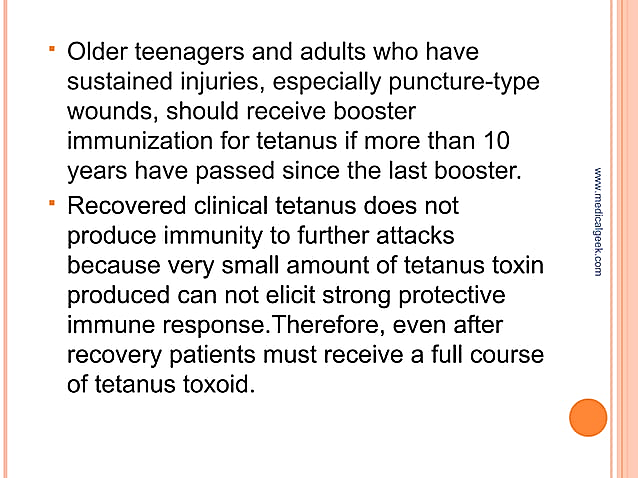 Older teenagers and adults who have
sustained injuries, especially puncture-type
wounds, should receive booster
immunization for tetanus if more than 10
years have passed since the last booster.
Recovered clinical tetanus does not
produce immunity to further attacks
because very small amount of tetanus toxin
produced can not elicit strong protective
immune response.Therefore, even after
recovery patients must receive a full course
of tetanus toxoid.
www.medicalgeek.com